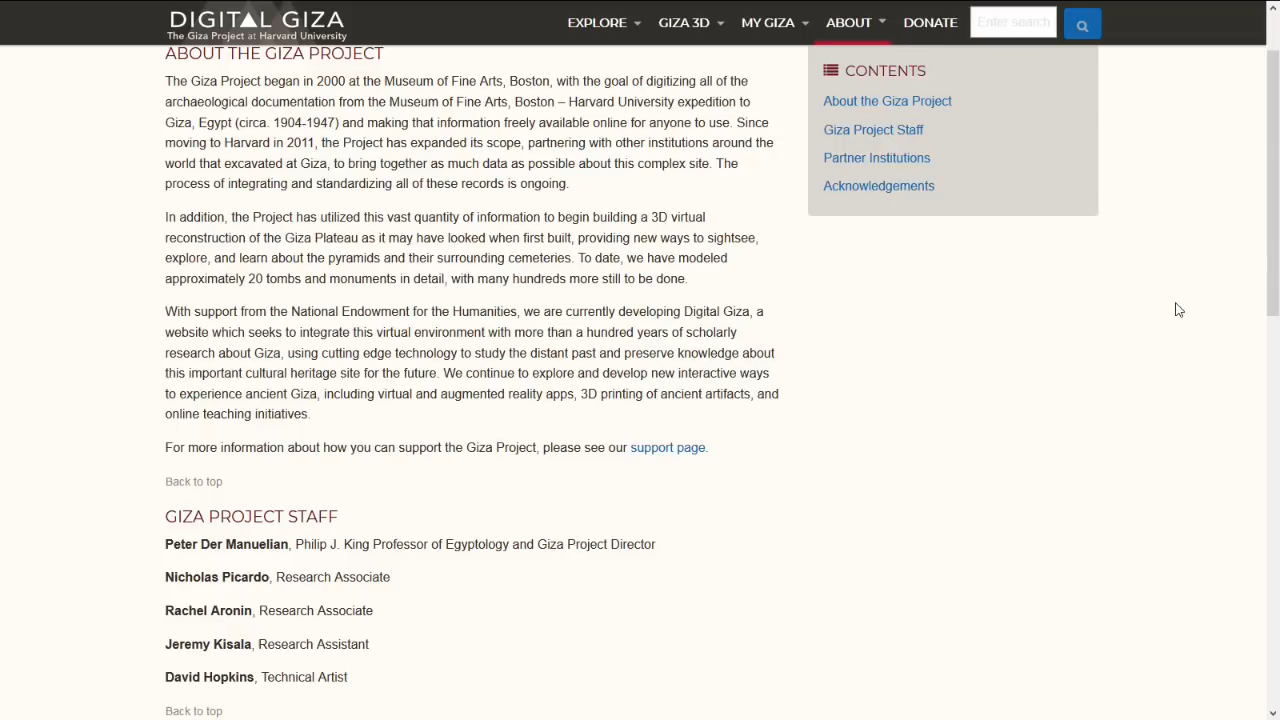 DIGITAL GIZA
The Giza Project at Harvard University
EXPLORE GIZA 3D MY GIZA ABOUT DONATE Enter search
ABOUT THE GIZA PROJECT
The Giza Project began in 2000 at the Museum of Fine Arts, Boston, with the goal of digitizing all of the
archaeological documentation from the Museum of Fine Arts, Boston – Harvard University expedition to
Giza, Egypt (circa. 1904-1947) and making that information freely available online for anyone to use. Since
moving to Harvard in 2011, the Project has expanded its scope, partnering with other institutions around the
world that excavated at Giza, to bring together as much data as possible about this complex site. The
process of integrating and standardizing all of these records is ongoing.
In addition, the Project has utilized this vast quantity of information to begin building a 3D virtual
reconstruction of the Giza Plateau as it may have looked when first built, providing new ways to sightsee,
explore, and learn about the pyramids and their surrounding cemeteries. To date, we have modeled
approximately 20 tombs and monuments in detail, with many hundreds more still to be done.
With support from the National Endowment for the Humanities, we are currently developing Digital Giza, a
website which seeks to integrate this virtual environment with more than a hundred years of scholarly
research about Giza, using cutting edge technology to study the distant past and preserve knowledge about
this important cultural heritage site for the future. We continue to explore and develop new interactive ways
to experience ancient Giza, including virtual and augmented reality apps, 3D printing of ancient artifacts, and
online teaching initiatives.
For more information about how you can support the Giza Project, please see our support page.
Back to top
GIZA PROJECT STAFF
Peter Der Manuelian, Philip J. King Professor of Egyptology and Giza Project Director
Nicholas Picardo, Research Associate
Rachel Aronin, Research Associate
Jeremy Kisala, Research Assistant
David Hopkins, Technical Artist
Back to top
CONTENTS
About the Giza Project
Giza Project Staff
Partner Institutions
Acknowledgements